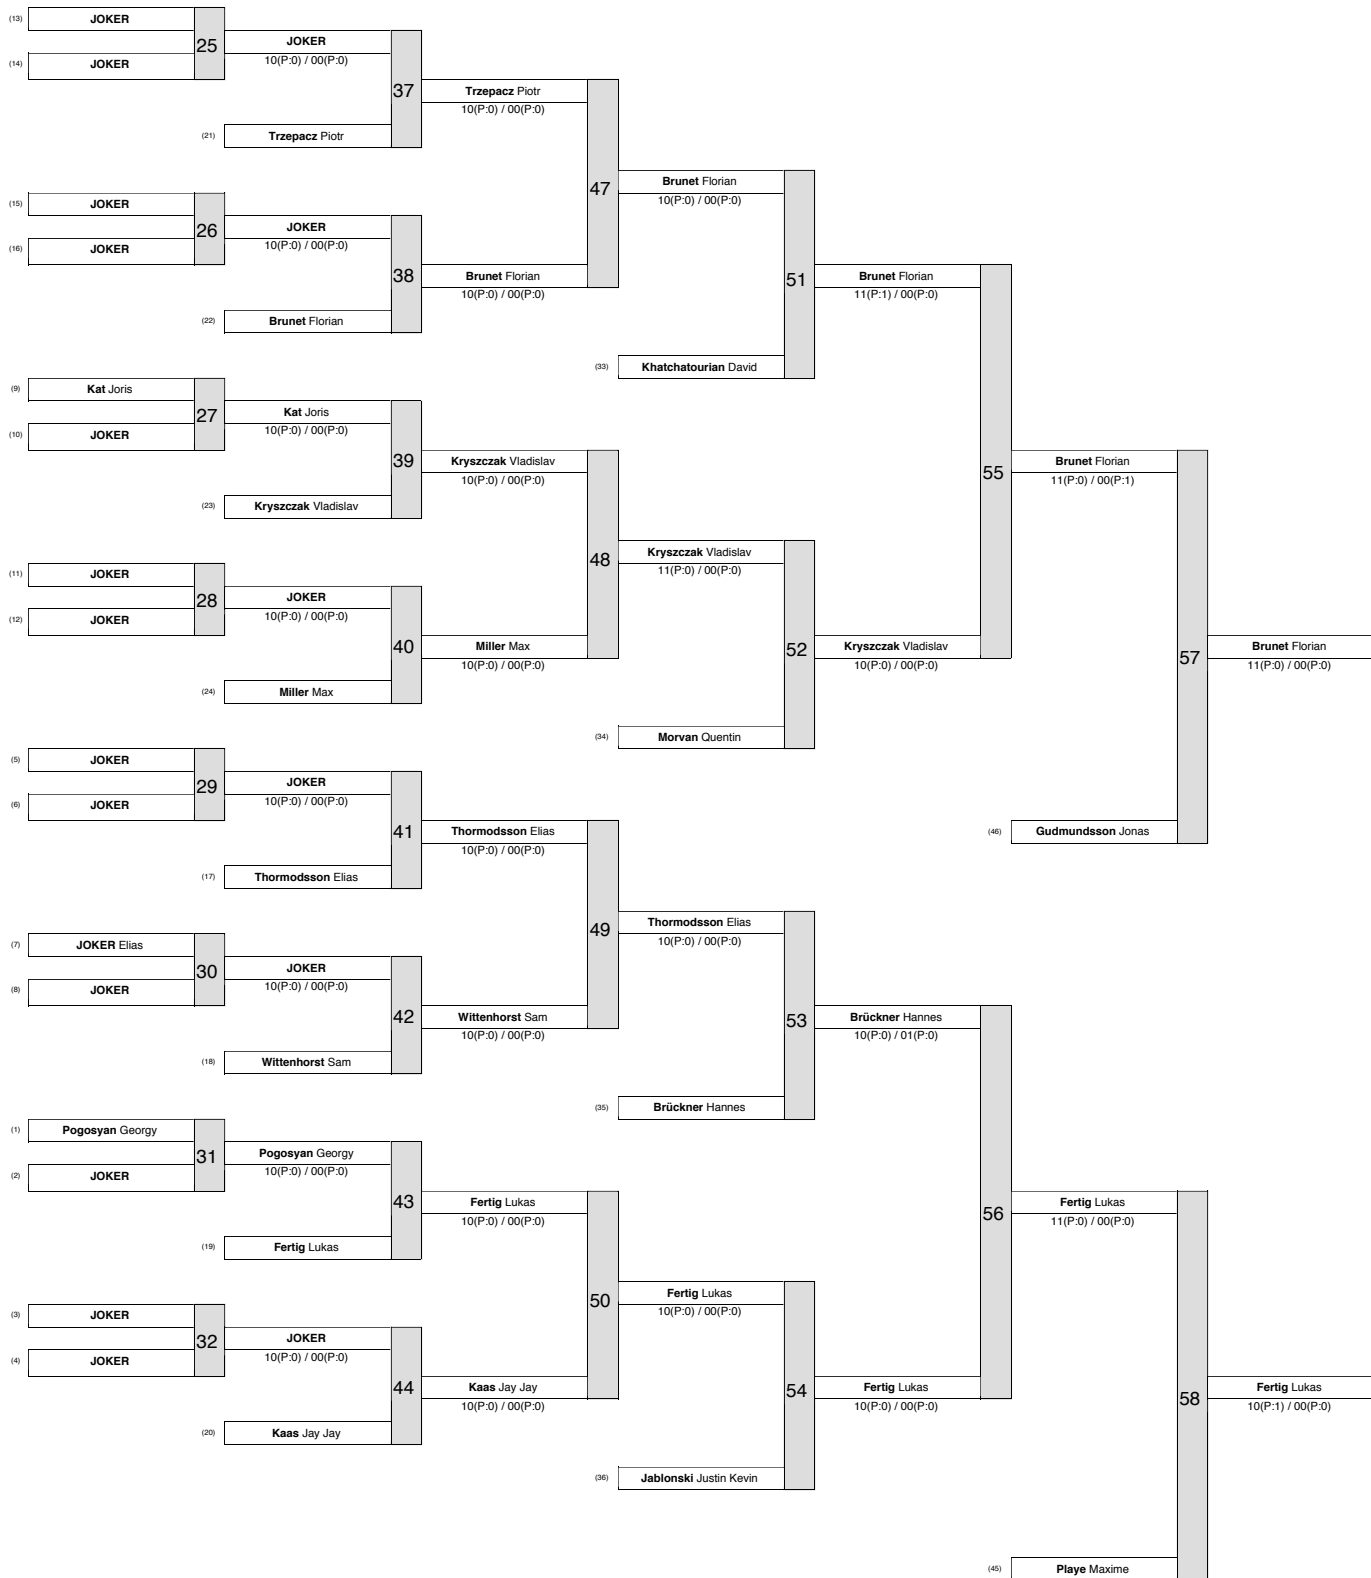 (13) JOKER
25
JOKER
10(P:0) / 00(P:0)
(14) JOKER
37
Trzepacz Piotr
10(P:0) / 00(P:0)
(21) Trzepacz Piotr
47
Brunet Florian
10(P:0) / 00(P:0)
(15) JOKER
26
JOKER
10(P:0) / 00(P:0)
(16) JOKER
38
Brunet Florian
10(P:0) / 00(P:0)
(22) Brunet Florian
51
Brunet Florian
11(P:1) / 00(P:0)
(33) Khatchatourian David
(9) Kat Joris
27
Kat Joris
10(P:0) / 00(P:0)
(10) JOKER
39
Kryszczak Vladislav
10(P:0) / 00(P:0)
(23) Kryszczak Vladislav
55
Brunet Florian
11(P:0) / 00(P:1)
48
Kryszczak Vladislav
11(P:0) / 00(P:0)
(11) JOKER
28
JOKER
10(P:0) / 00(P:0)
(12) JOKER
40
Miller Max
10(P:0) / 00(P:0)
(24) Miller Max
52
Kryszczak Vladislav
10(P:0) / 00(P:0)
(34) Morvan Quentin
57
Brunet Florian
11(P:0) / 00(P:0)
(5) JOKER
29
JOKER
10(P:0) / 00(P:0)
(6) JOKER
41
Thormodsson Elias
10(P:0) / 00(P:0)
(46) Gudmundsson Jonas
(17) Thormodsson Elias
49
Thormodsson Elias
10(P:0) / 00(P:0)
(7) JOKER Elias
30
JOKER
10(P:0) / 00(P:0)
(8) JOKER
42
Wittenhorst Sam
10(P:0) / 00(P:0)
(18) Wittenhorst Sam
53
Brückner Hannes
10(P:0) / 01(P:0)
(35) Brückner Hannes
(1) Pogosyan Georgy
31
Pogosyan Georgy
10(P:0) / 00(P:0)
(2) JOKER
43
Fertig Lukas
10(P:0) / 00(P:0)
(19) Fertig Lukas
56
Fertig Lukas
11(P:0) / 00(P:0)
50
Fertig Lukas
10(P:0) / 00(P:0)
(3) JOKER
32
JOKER
10(P:0) / 00(P:0)
(4) JOKER
44
Kaas Jay Jay
10(P:0) / 00(P:0)
(20) Kaas Jay Jay
54
Fertig Lukas
10(P:0) / 00(P:0)
(36) Jablonski Justin Kevin
58
Fertig Lukas
10(P:1) / 00(P:0)
(45) Playe Maxime